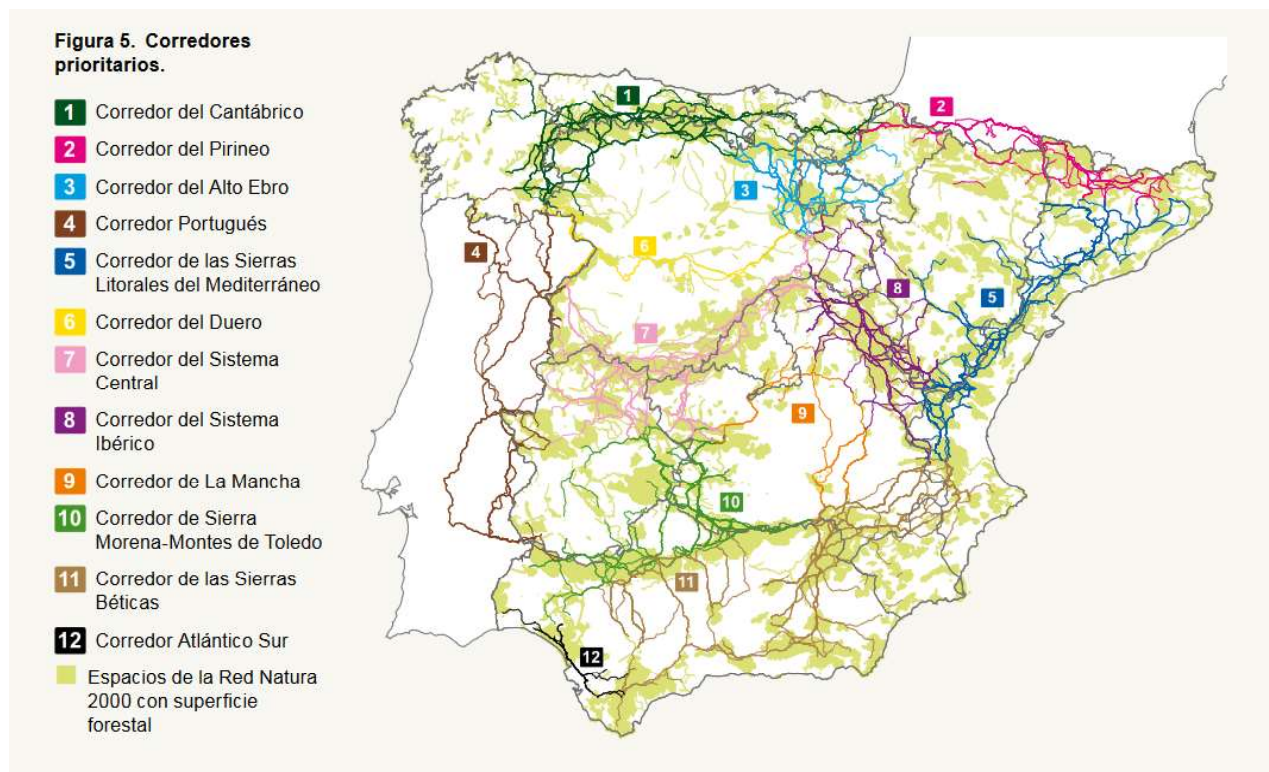 Figura 5. Corredores
prioritarios.
1 Corredor del Cantábrico
2 Corredor del Pirineo
3 Corredor del Alto Ebro
4 Corredor Portugués
5 Corredor de las Sierras
Litorales del Mediterráneo
6 Corredor del Duero
7 Corredor del Sistema
Central
8 Corredor del Sistema
Ibérico
9 Corredor de La Mancha
10 Corredor de Sierra
Morena-Montes de Toledo
11 Corredor de las Sierras
Béticas
12 Corredor Atlántico Sur
Espacios de la Red Natura
2000 con superficie
forestal
1
2
3
4
6
8
5
7
9
10
11
12